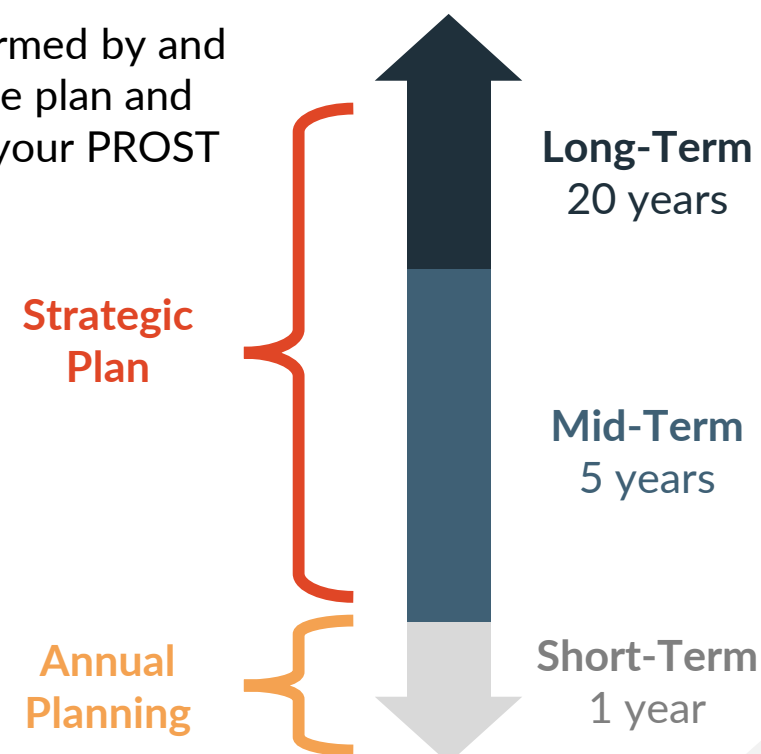 rmed by and
e plan and
your PROST
Long-Term
20 years
Strategic
Plan
Mid-Term
5 years
Annual
Planning
Short-Term
1 year